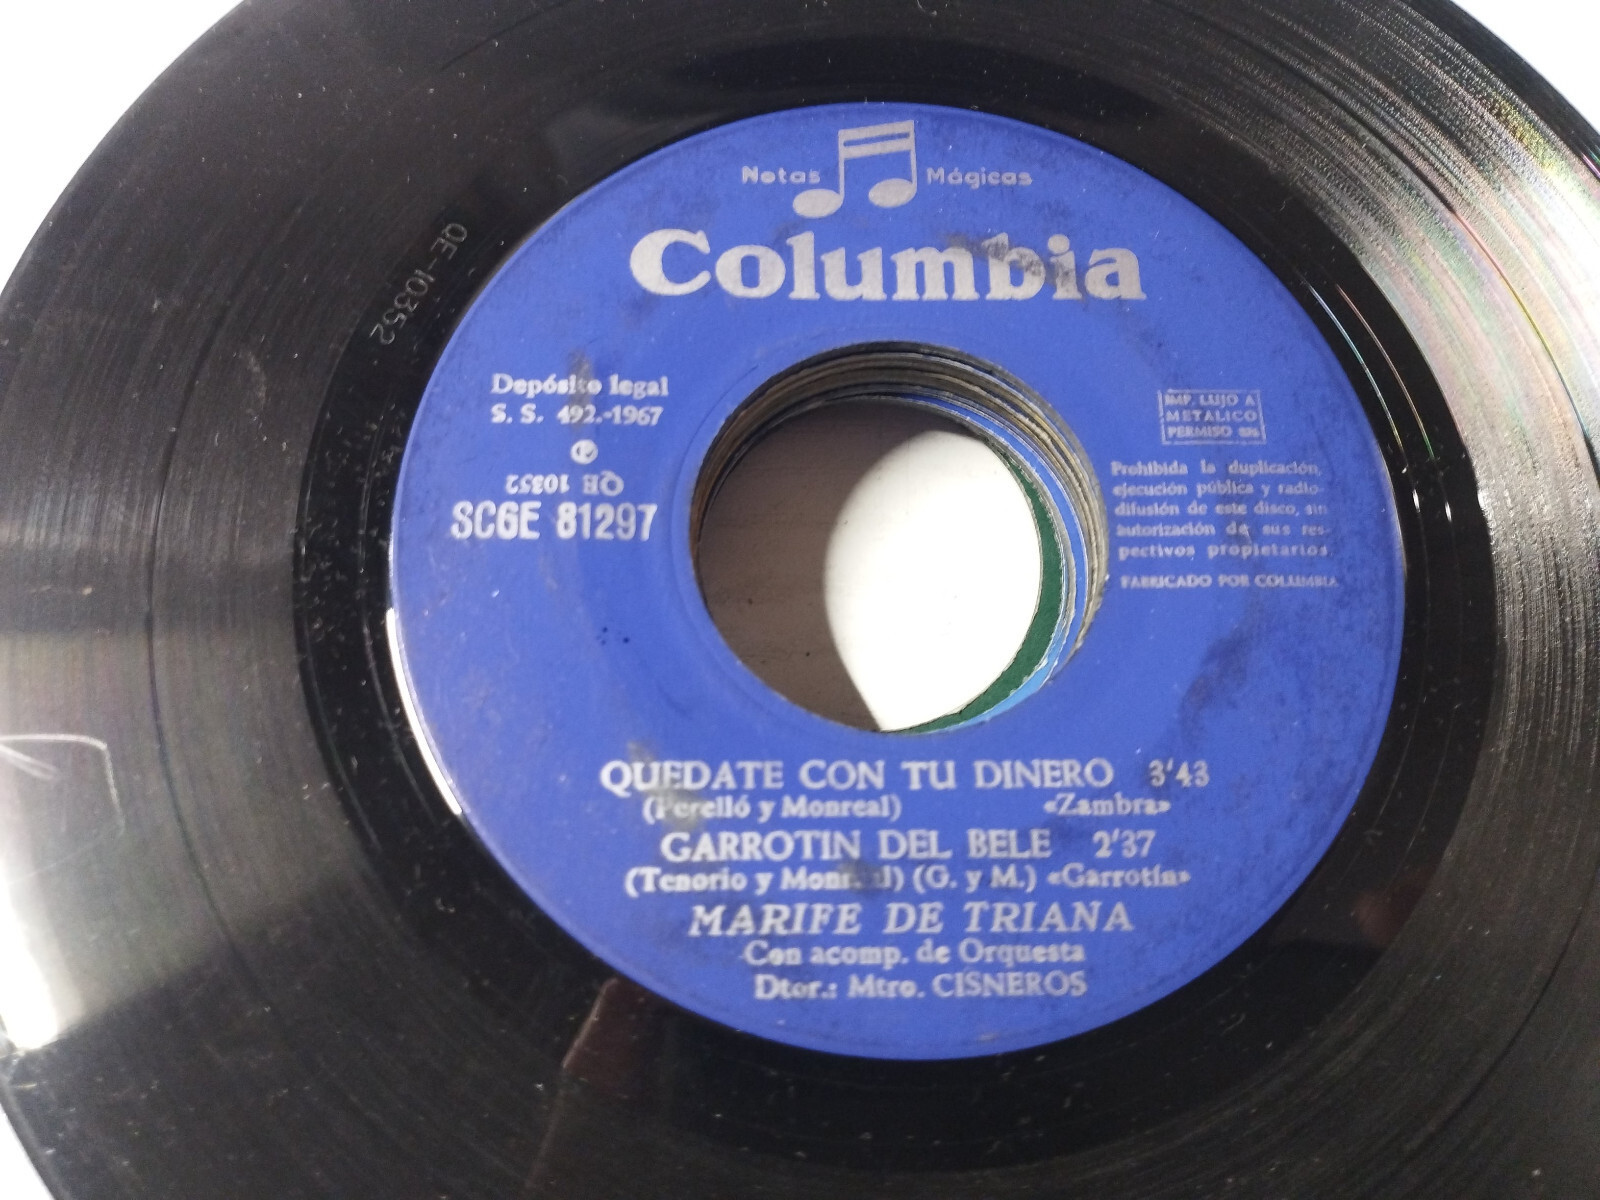 Notas Mágicas
Columbia
QE-10352
Depósito legal
S. S. 492.-1967
℗
QE 10352
SC6E 81297
IMP. LUJO A
METALICO
PERMISO
Prohibida la duplicación,
ejecución pública y radio-
difusión de este disco, sin
autorización de sus res-
pectivos propietarios.
FABRICADO POR COLUMBIA
QUEDATE CON TU DINERO 3'43
(Perelló y Monreal) «Zambra»
GARROTIN DEL BELE 2'37
(Tenorio y Monreal) (G. y M.) «Garrotín»
MARIFE DE TRIANA
Con acomp. de Orquesta
Dtor.: Mtro. CISNEROS